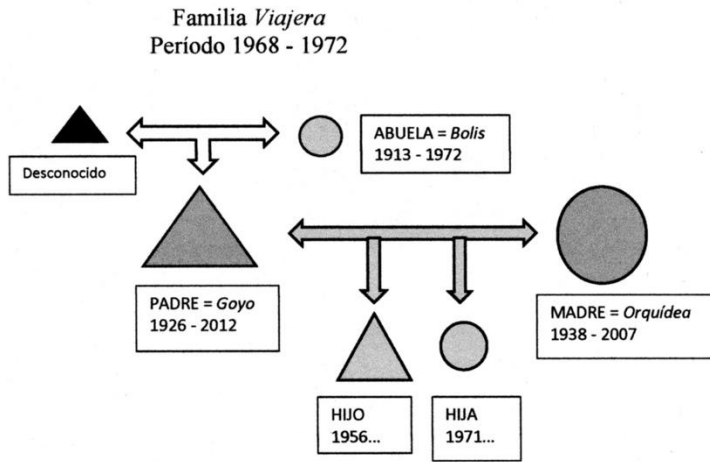 Familia Viajera
Período 1968 - 1972
Desconocido
ABUELA = Bolis
1913 - 1972
PADRE = Goyo
1926 - 2012
MADRE = Orquídea
1938 - 2007
HIJO
1956...
HIJA
1971...